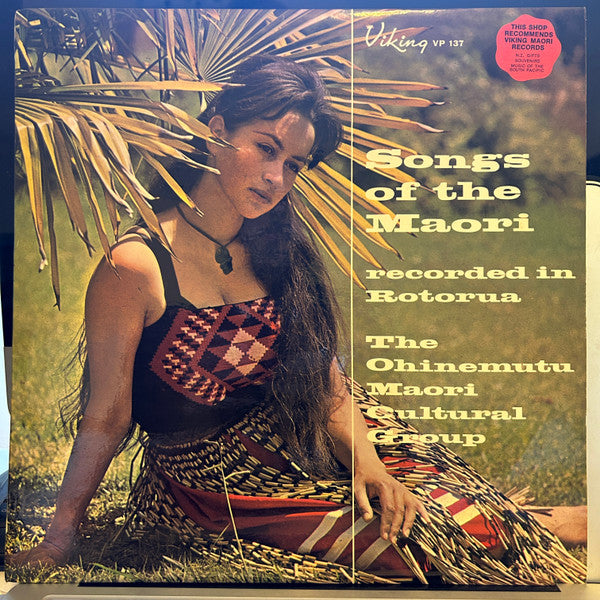 Viking VP 137
THIS SHOP
RECOMMENDS
VIKING MAORI
RECORDS
N.Z. GIFTS
SOUVENIRS
MUSIC OF THE
SOUTH PACIFIC
Songs
of the
Maori
recorded in
Rotorua
The
Ohinemutu
Maori
Cultural
Group